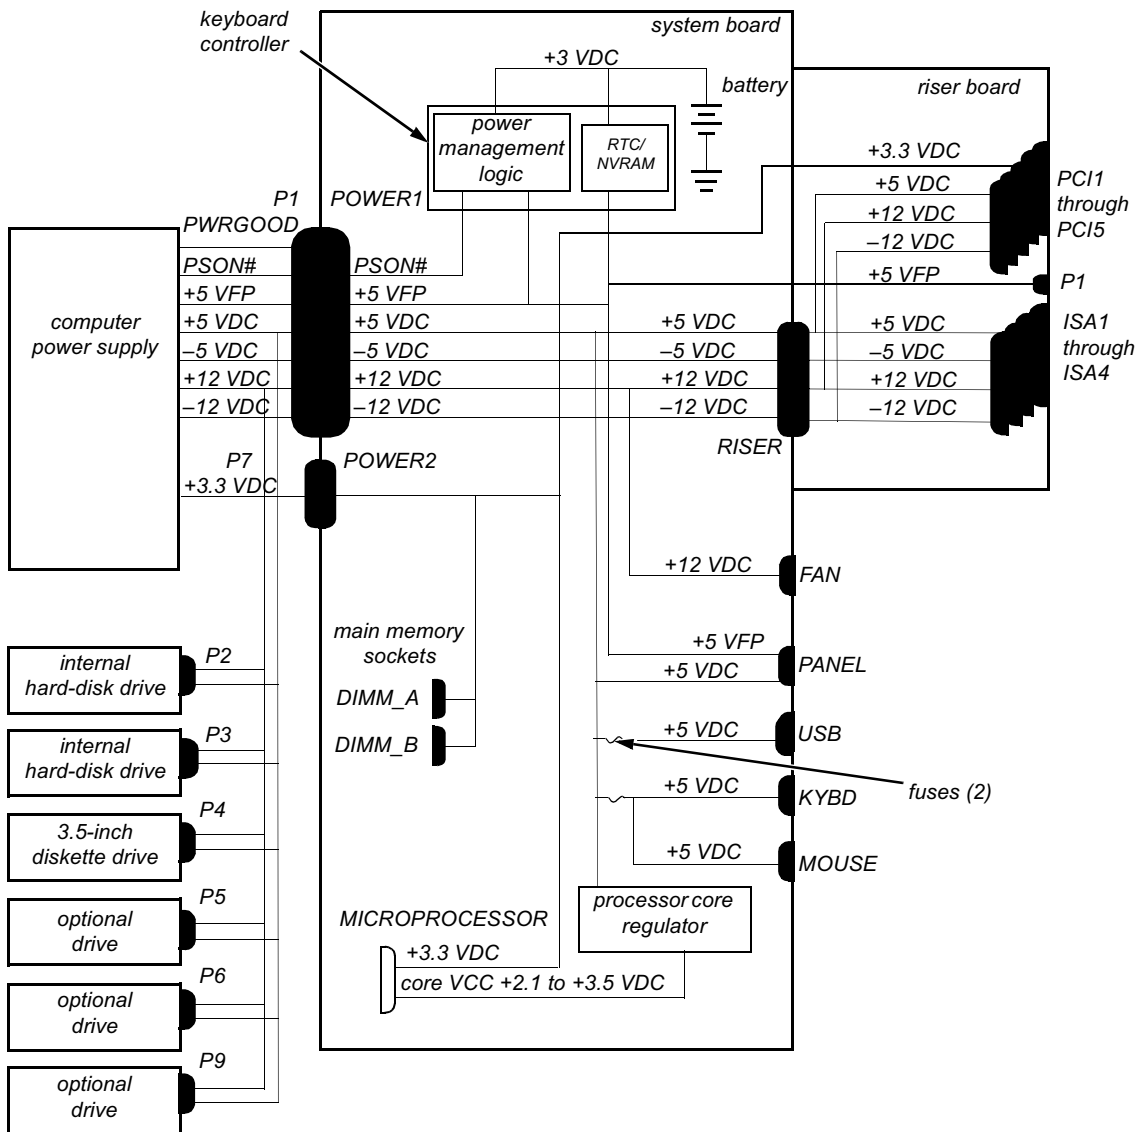 keyboard
controller
system board
+3 VDC
battery
riser board
power
management
logic
RTC/
NVRAM
+3.3 VDC
+5 VDC
+12 VDC
–12 VDC
+5 VFP
PCI1
through
PCI5
P1
P1
POWER1
PWRGOOD
PSON#
+5 VFP
+5 VDC
–5 VDC
+12 VDC
–12 VDC
PSON#
+5 VFP
+5 VDC
–5 VDC
+12 VDC
–12 VDC
+5 VDC
–5 VDC
+12 VDC
–12 VDC
+5 VDC
–5 VDC
+12 VDC
–12 VDC
ISA1
through
ISA4
computer
power supply
RISER
P7
POWER2
+3.3 VDC
+12 VDC
FAN
main memory
sockets
DIMM_A
DIMM_B
+5 VFP
+5 VDC
PANEL
+5 VDC
USB
fuses (2)
+5 VDC
KYBD
+5 VDC
MOUSE
internal
hard-disk drive
P2
internal
hard-disk drive
P3
3.5-inch
diskette drive
P4
optional
drive
P5
optional
drive
P6
optional
drive
P9
processor core
regulator
MICROPROCESSOR
+3.3 VDC
core VCC +2.1 to +3.5 VDC